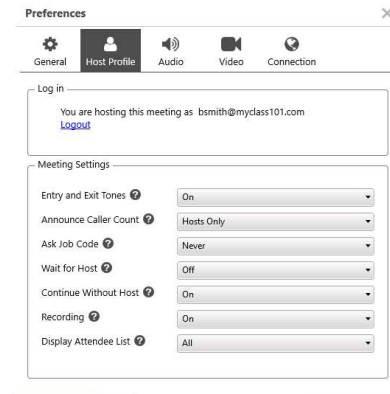 Preferences
General Host Profile Audio Video Connection
Log in
You are hosting this meeting as bsmith@myclass101.com
Logout
Meeting Settings
Entry and Exit Tones ? On
Announce Caller Count ? Hosts Only
Ask Job Code ? Never
Wait for Host ? Off
Continue Without Host ? On
Recording ? On
Display Attendee List ? All